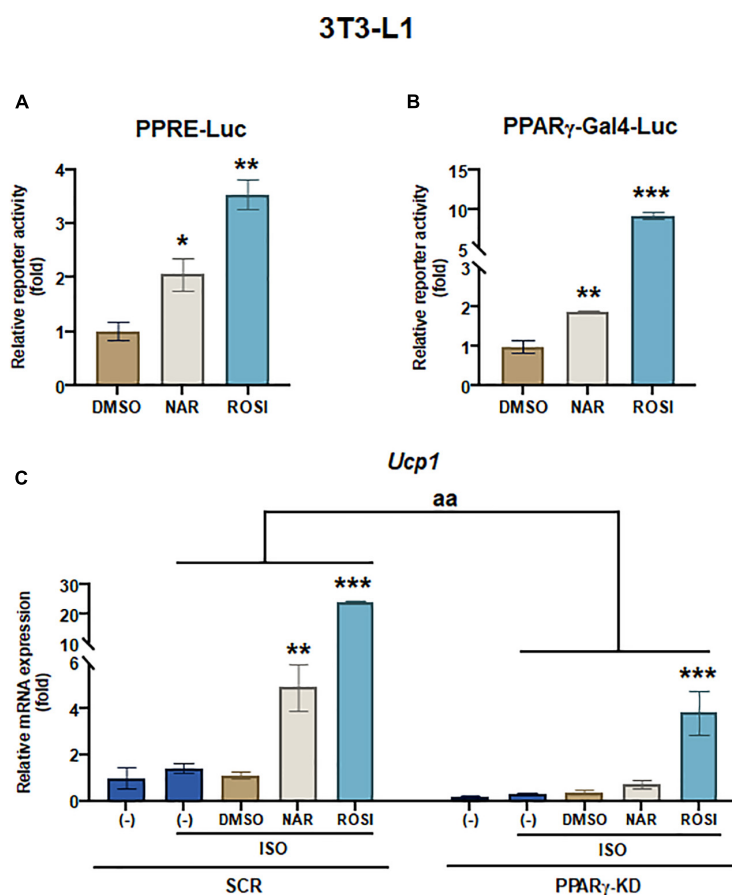 3T3-L1
A
PPRE-Luc
Relative reporter activity
(fold)
4
3
2
1
0
*
**
DMSO NAR ROSI
B
PPARγ-Gal4-Luc
Relative reporter activity
(fold)
15
10
5
3
2
1
0
**
***
DMSO NAR ROSI
C
Ucp1
aa
Relative mRNA expression
(fold)
30
20
10
6
4
2
0
**
***
***
(-) (-) DMSO NAR ROSI (-) (-) DMSO NAR ROSI
ISO ISO
SCR PPARγ-KD